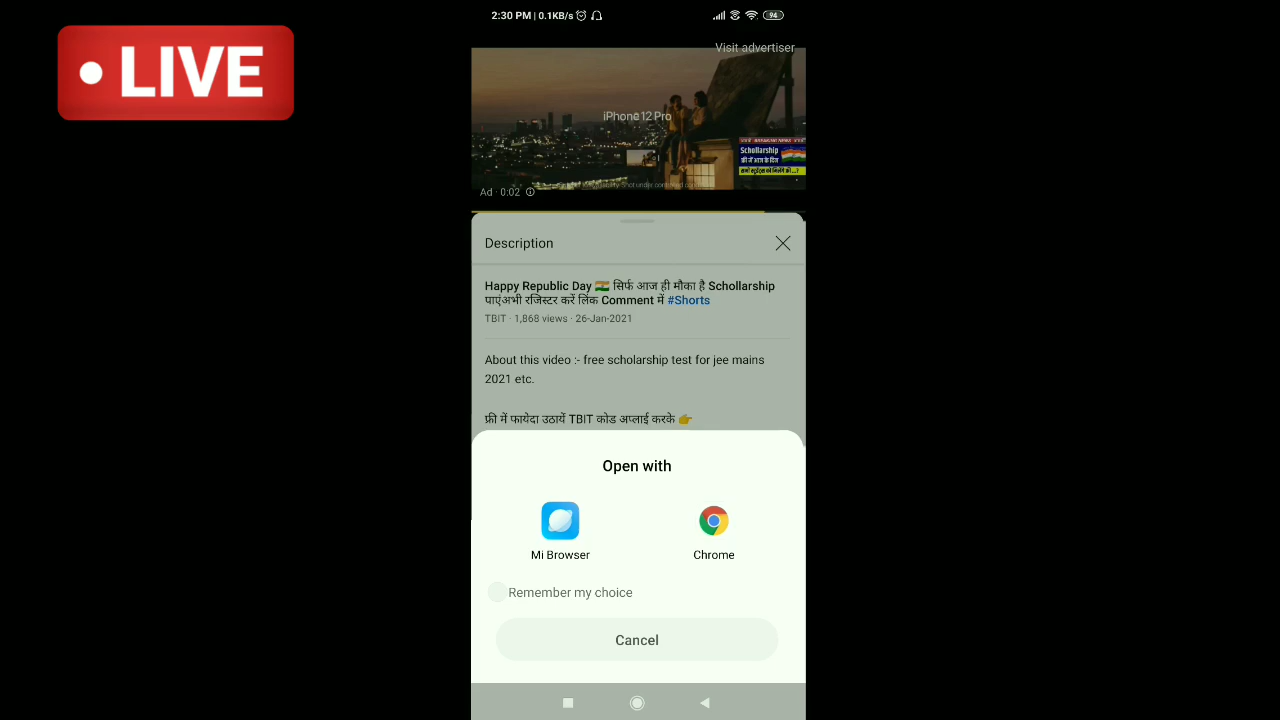 LIVE
2:30 PM | 0.1KB/s
94
Visit advertiser
iPhone 12 Pro
Schollarship
फ्री में आज के दिन
Ad · 0:02
Description
Happy Republic Day 🇮🇳 सिर्फ आज ही मौका है Schollarship
पाएंअभी रजिस्टर करें लिंक Comment में #Shorts
TBIT · 1,868 views · 26-Jan-2021
About this video :- free scholarship test for jee mains
2021 etc.
फ्री में फायेदा उठायें TBIT कोड अप्लाई करके 👉
Open with
Mi Browser
Chrome
Remember my choice
Cancel